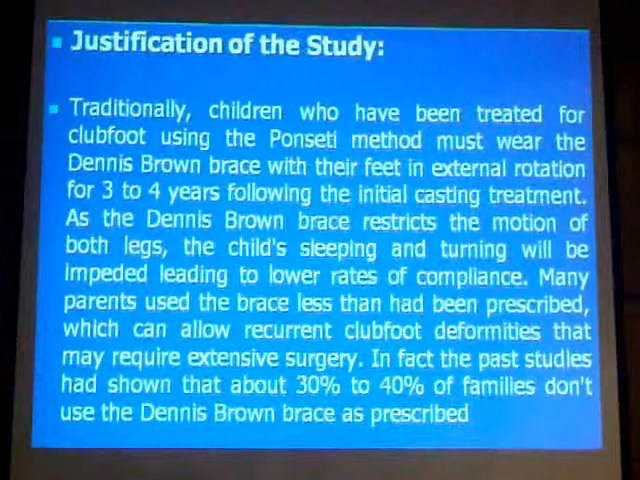 Justification of the Study:
Traditionally, children who have been treated for
clubfoot using the Ponseti method must wear the
Dennis Brown brace with their feet in external rotation
for 3 to 4 years following the initial casting treatment.
As the Dennis Brown brace restricts the motion of
both legs, the child's sleeping and turning will be
impeded leading to lower rates of compliance. Many
parents used the brace less than had been prescribed,
which can allow recurrent clubfoot deformities that
may require extensive surgery. In fact the past studies
had shown that about 30% to 40% of families don't
use the Dennis Brown brace as prescribed